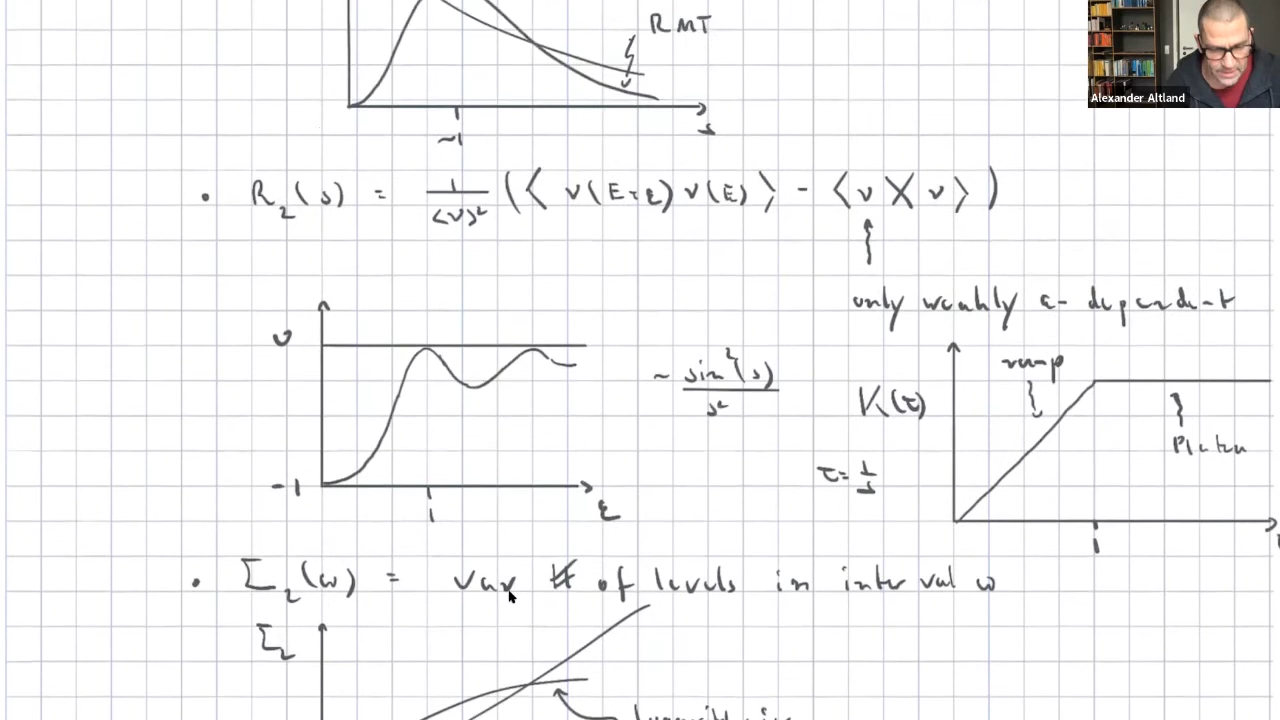 RMT
Alexander Altland
s
~1
• R₂(s) = 1/<ν>² (⟨ ν(E+ε) ν(E) ⟩ - ⟨ν⟩⟨ν⟩)
only weakly ε-dependent
0
ramp
~ sin²(s)/s²
K(τ)
Plateau
τ = 1/s
-1
1
ε
1
• Σ₂(ω) = var # of levels in interval ω
Σ₂